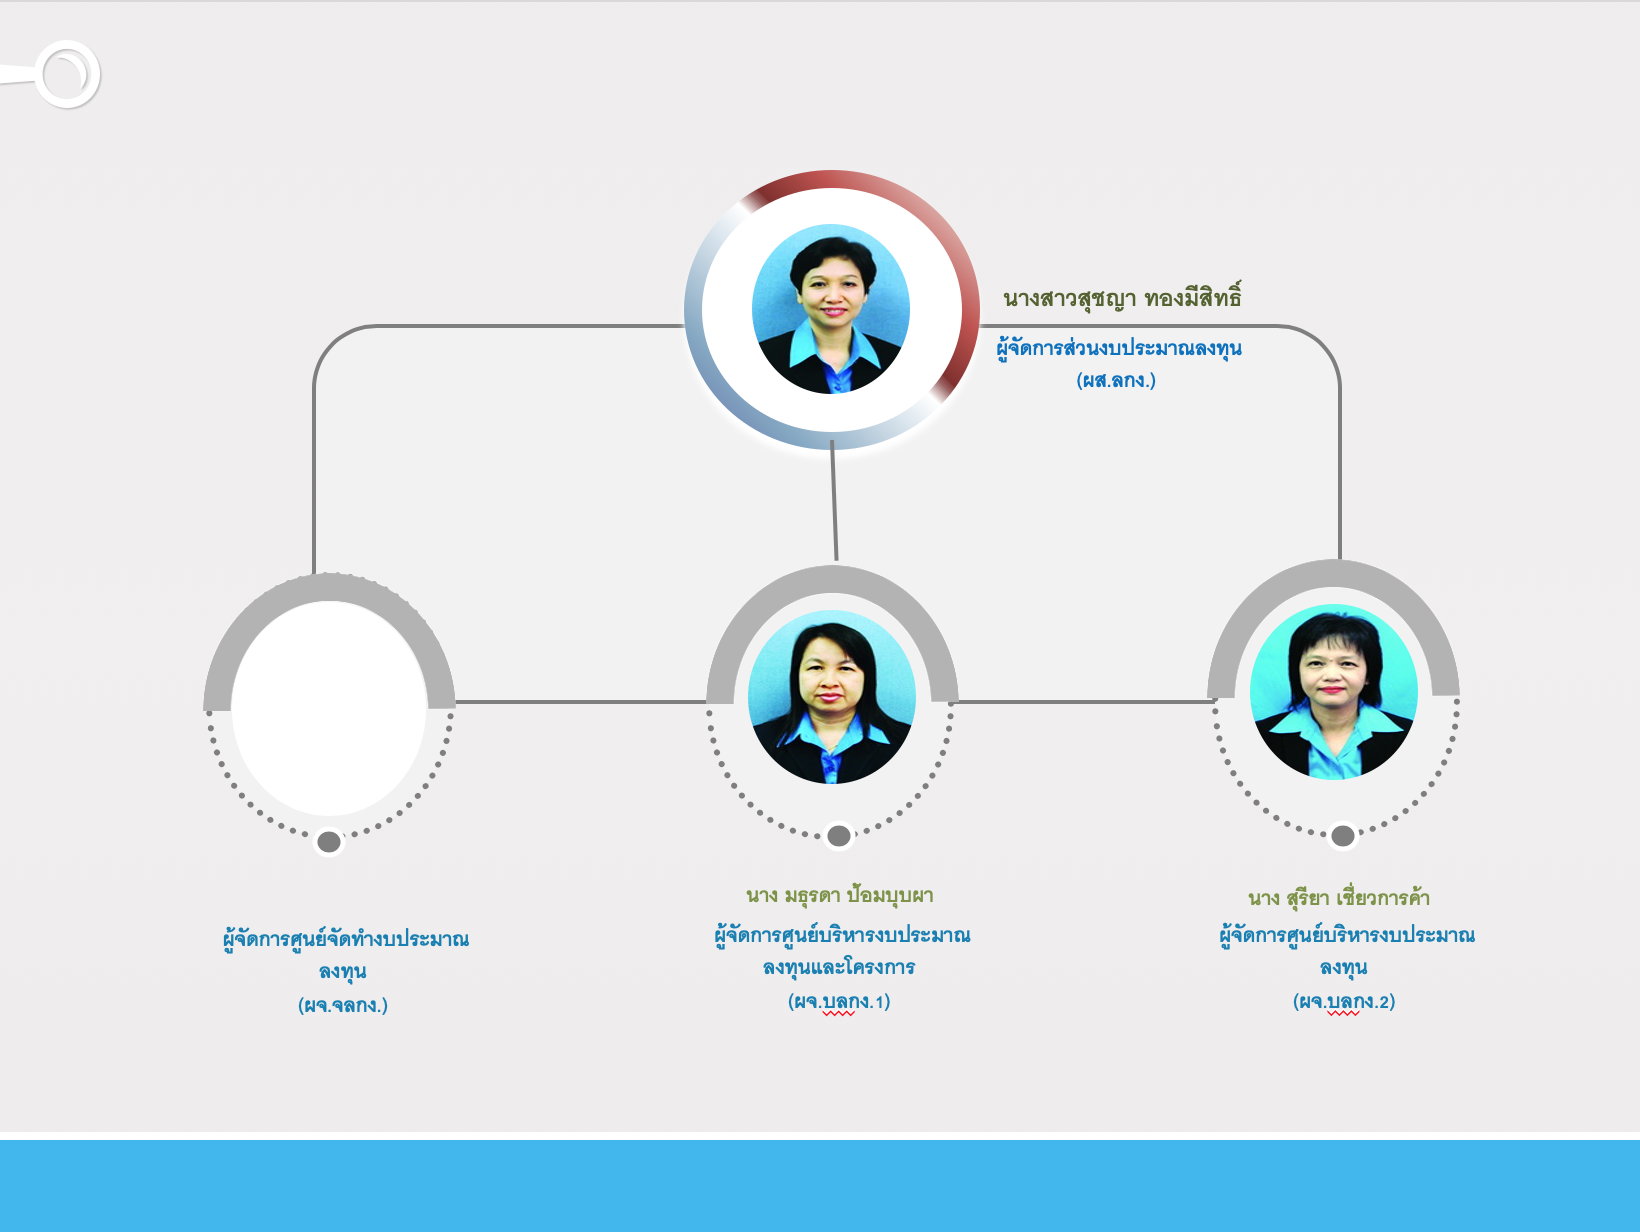 นางสาวสุชญา ทองมีสิทธิ์
ผู้จัดการส่วนงบประมาณลงทุน
(ผส.ลกง.)
ผู้จัดการศูนย์จัดทำงบประมาณ
ลงทุน
(ผจ.จลกง.)
นาง มธุรดา ป้อมบุบผา
ผู้จัดการศูนย์บริหารงบประมาณ
ลงทุนและโครงการ
(ผจ.บลกง.1)
นาง สุรียา เชี่ยวการค้า
ผู้จัดการศูนย์บริหารงบประมาณ
ลงทุน
(ผจ.บลกง.2)